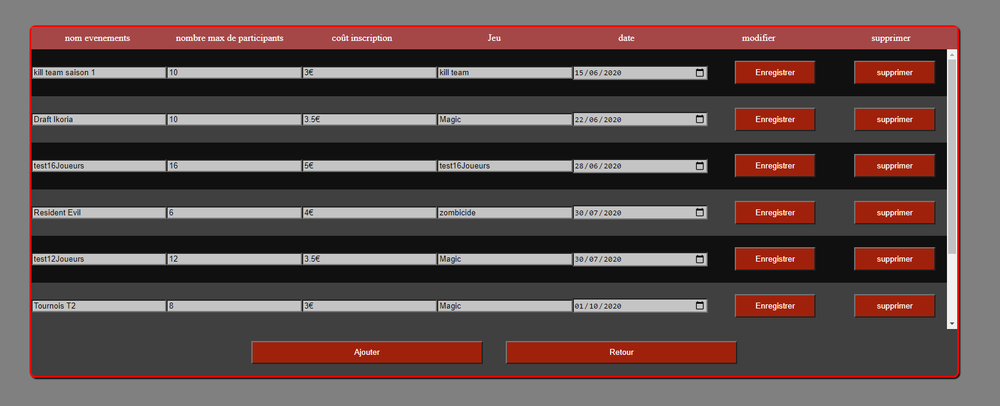 nom evenements nombre max de participants coût inscription Jeu date modifier supprimer
kill team saison 1 10 3€ kill team 15/06/2020 Enregistrer supprimer
Draft Ikoria 10 3.5€ Magic 22/06/2020 Enregistrer supprimer
test16Joueurs 16 5€ test16Joueurs 28/06/2020 Enregistrer supprimer
Resident Evil 6 4€ zombicide 30/07/2020 Enregistrer supprimer
test12Joueurs 12 3.5€ Magic 30/07/2020 Enregistrer supprimer
Tournois T2 8 3€ Magic 01/10/2020 Enregistrer supprimer
Ajouter Retour